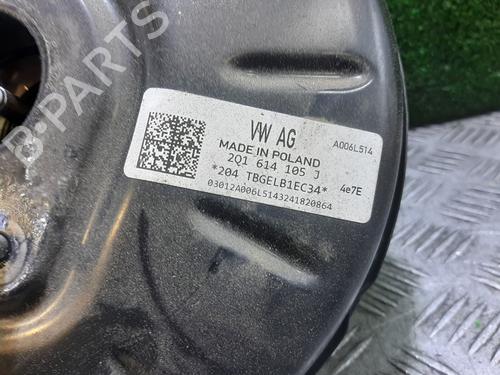 B-PARTS
VW AG
A006L514
MADE IN POLAND
2Q1 614 105 J
*204 TBGELB1EC34*
4e7E
03012A006L5143241820864